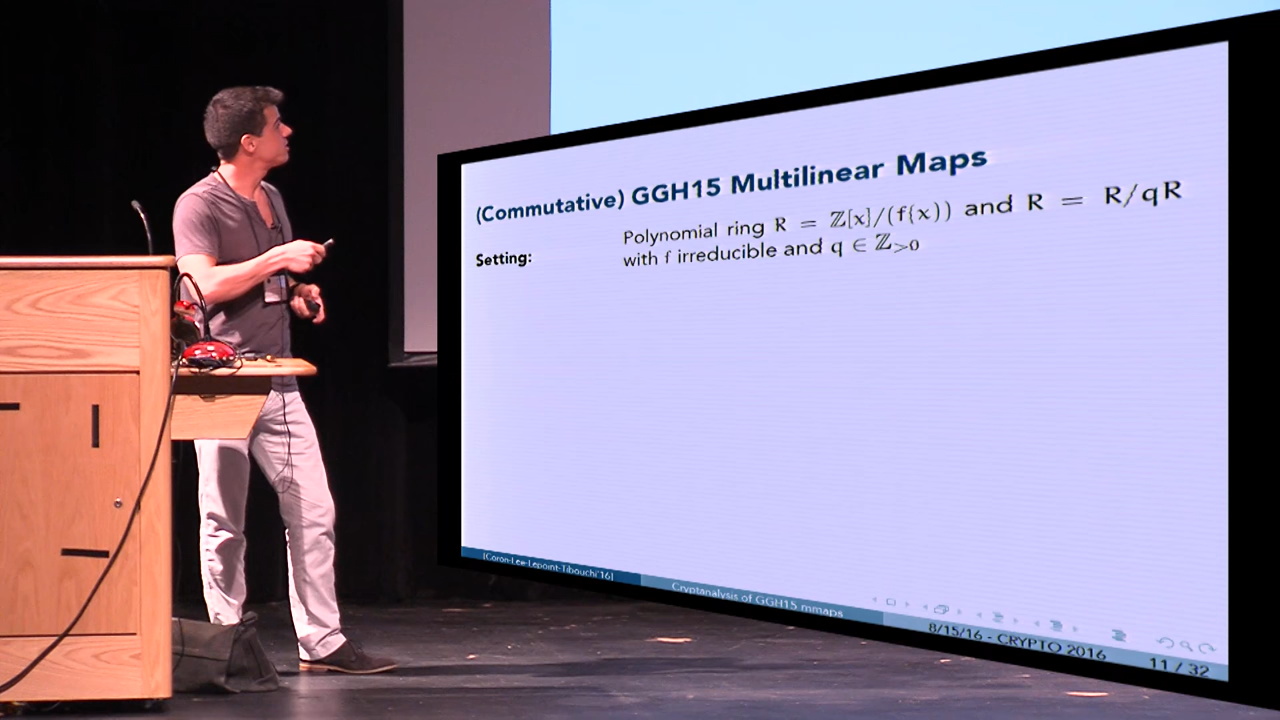 (Commutative) GGH15 Multilinear Maps
Setting:
Polynomial ring R = ℤ[x]/(f(x)) and R = R/qR
with f irreducible and q ∈ ℤ>0
[Coron-Lee-Lepoint-Tibouchi'16]
Cryptanalysis of GGH15 mmaps
8/15/16 - CRYPTO 2016
11 / 32